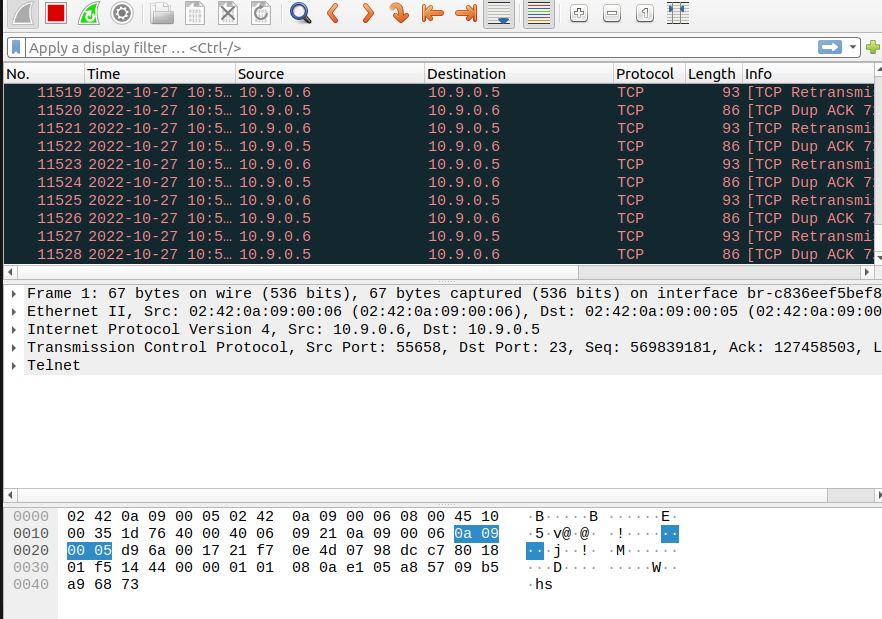 Apply a display filter … <Ctrl-/>
No. Time Source Destination Protocol Length Info
11519 2022-10-27 10:5… 10.9.0.6 10.9.0.5 TCP 93 [TCP Retransmi
11520 2022-10-27 10:5… 10.9.0.5 10.9.0.6 TCP 86 [TCP Dup ACK 7
11521 2022-10-27 10:5… 10.9.0.6 10.9.0.5 TCP 93 [TCP Retransmi
11522 2022-10-27 10:5… 10.9.0.5 10.9.0.6 TCP 86 [TCP Dup ACK 7
11523 2022-10-27 10:5… 10.9.0.6 10.9.0.5 TCP 93 [TCP Retransmi
11524 2022-10-27 10:5… 10.9.0.5 10.9.0.6 TCP 86 [TCP Dup ACK 7
11525 2022-10-27 10:5… 10.9.0.6 10.9.0.5 TCP 93 [TCP Retransmi
11526 2022-10-27 10:5… 10.9.0.5 10.9.0.6 TCP 86 [TCP Dup ACK 7
11527 2022-10-27 10:5… 10.9.0.6 10.9.0.5 TCP 93 [TCP Retransmi
11528 2022-10-27 10:5… 10.9.0.5 10.9.0.6 TCP 86 [TCP Dup ACK 7
Frame 1: 67 bytes on wire (536 bits), 67 bytes captured (536 bits) on interface br-c836eef5bef8
Ethernet II, Src: 02:42:0a:09:00:06 (02:42:0a:09:00:06), Dst: 02:42:0a:09:00:05 (02:42:0a:09:00
Internet Protocol Version 4, Src: 10.9.0.6, Dst: 10.9.0.5
Transmission Control Protocol, Src Port: 55658, Dst Port: 23, Seq: 569839181, Ack: 127458503, L
Telnet
0000 02 42 0a 09 00 05 02 42 0a 09 00 06 08 00 45 10 ·B·····B ······E·
0010 00 35 1d 76 40 00 40 06 09 21 0a 09 00 06 0a 09 ·5·v@·@· ·!······
0020 00 05 d9 6a 00 17 21 f7 0e 4d 07 98 dc c7 80 18 ···j··!· ·M······
0030 01 f5 14 44 00 00 01 01 08 0a e1 05 a8 57 09 b5 ···D···· ·····W··
0040 a9 68 73 ·hs